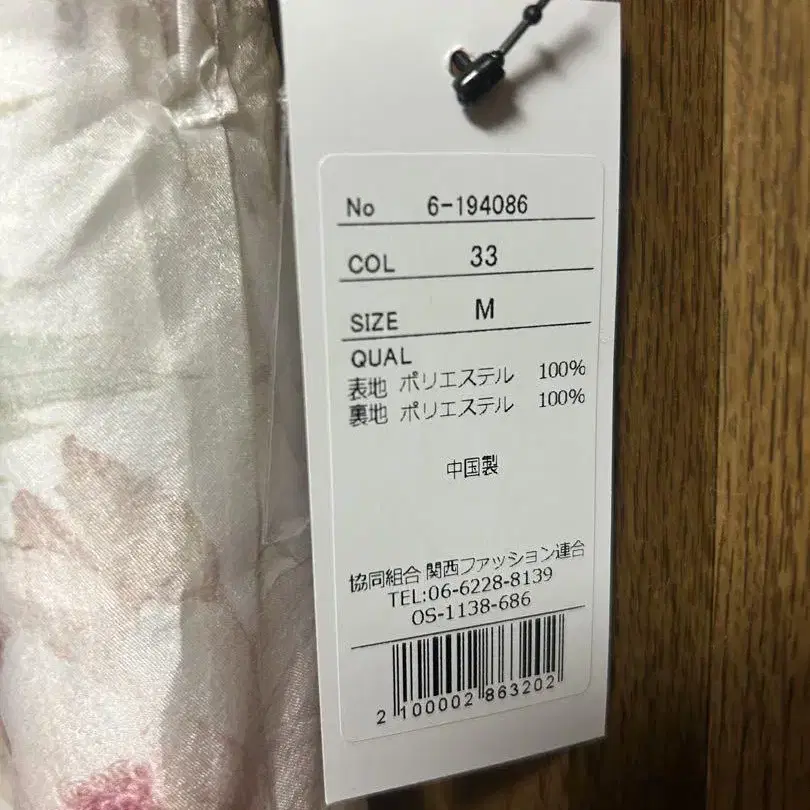 No 6-194086
COL 33
SIZE M
QUAL
表地 ポリエステル 100%
裏地 ポリエステル 100%
中国製
協同組合 関西ファッション連合
TEL:06-6228-8139
OS-1138-686
2 100002 863202